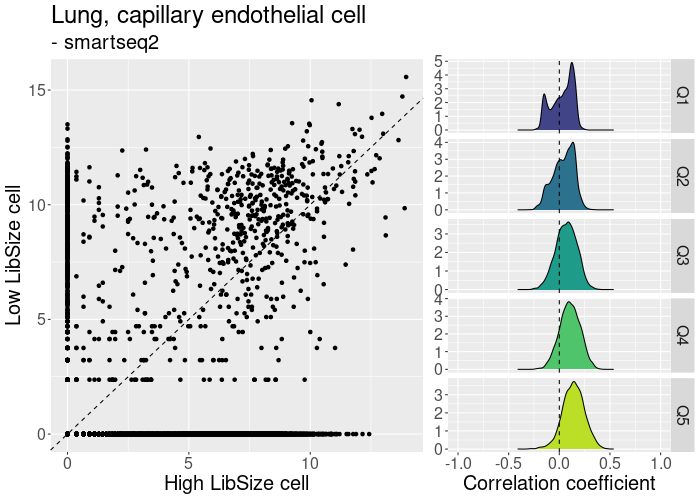 Lung, capillary endothelial cell
- smartseq2
15
10
5
0
0 5 10
High LibSize cell
Low LibSize cell
5
4
3
2
1
0
Q1
4
3
2
1
0
Q2
3
2
1
0
Q3
4
3
2
1
0
Q4
4
3
2
1
0
Q5
-1.0 -0.5 0.0 0.5 1.0
Correlation coefficient